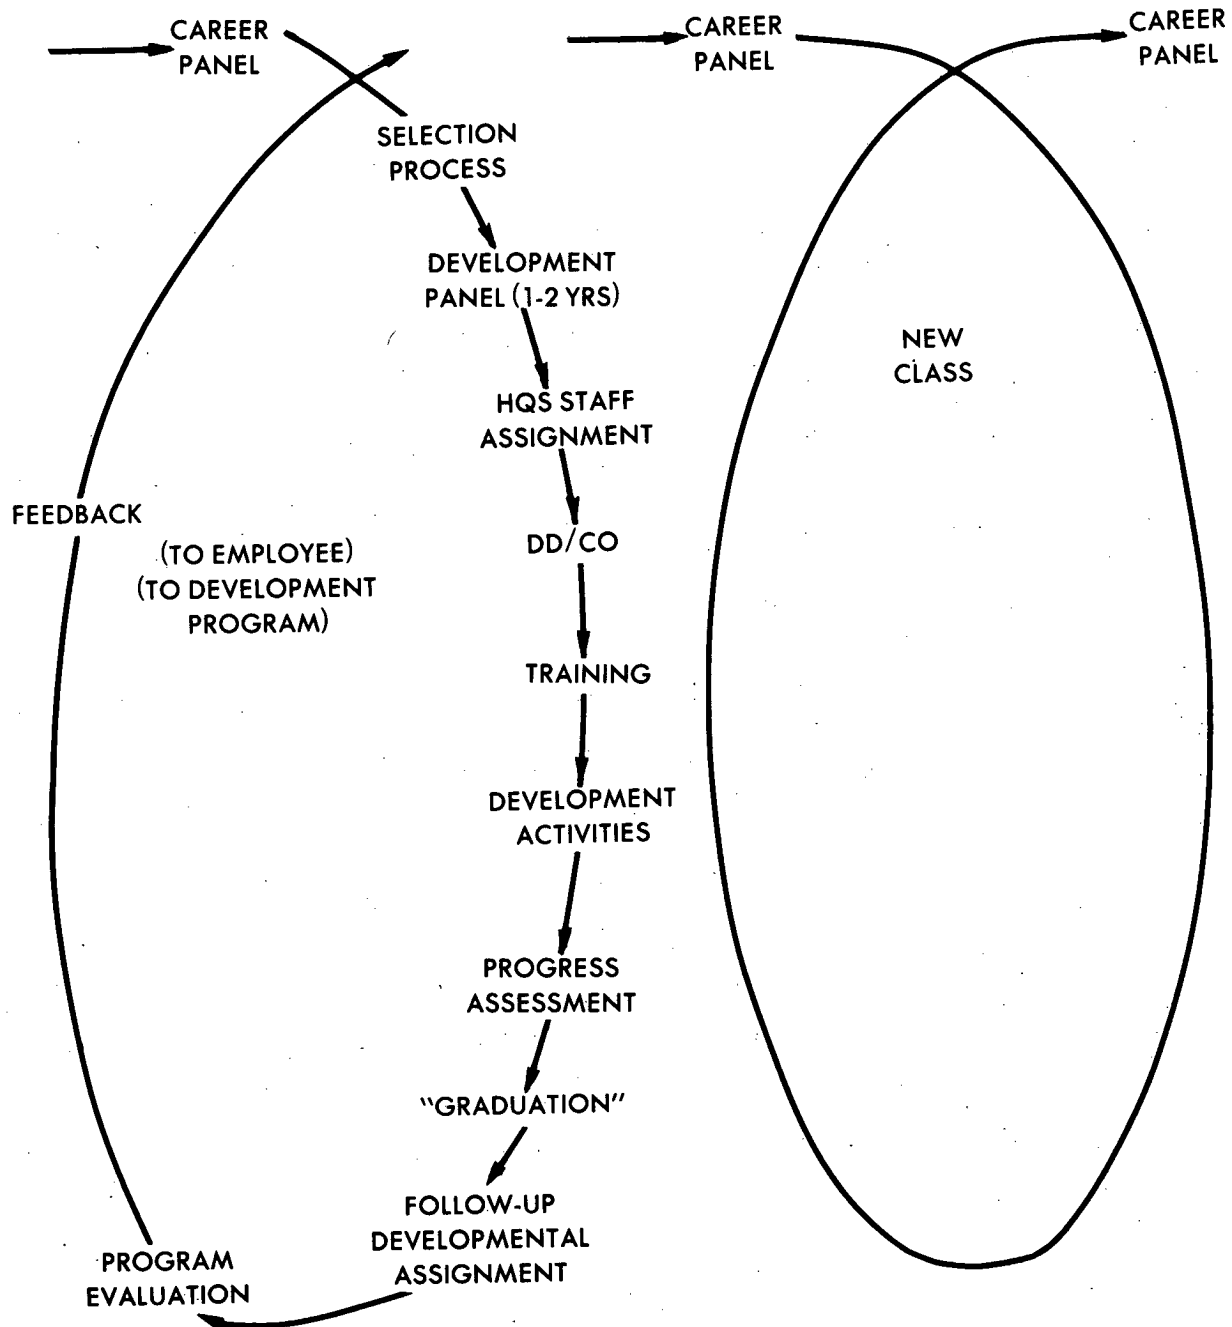 CAREER
PANEL
CAREER
PANEL
CAREER
PANEL
SELECTION
PROCESS
DEVELOPMENT
PANEL (1-2 YRS)
HQS STAFF
ASSIGNMENT
NEW
CLASS
FEEDBACK
(TO EMPLOYEE)
(TO DEVELOPMENT
PROGRAM)
DD/CO
TRAINING
DEVELOPMENT
ACTIVITIES
PROGRESS
ASSESSMENT
"GRADUATION"
FOLLOW-UP
DEVELOPMENTAL
ASSIGNMENT
PROGRAM
EVALUATION